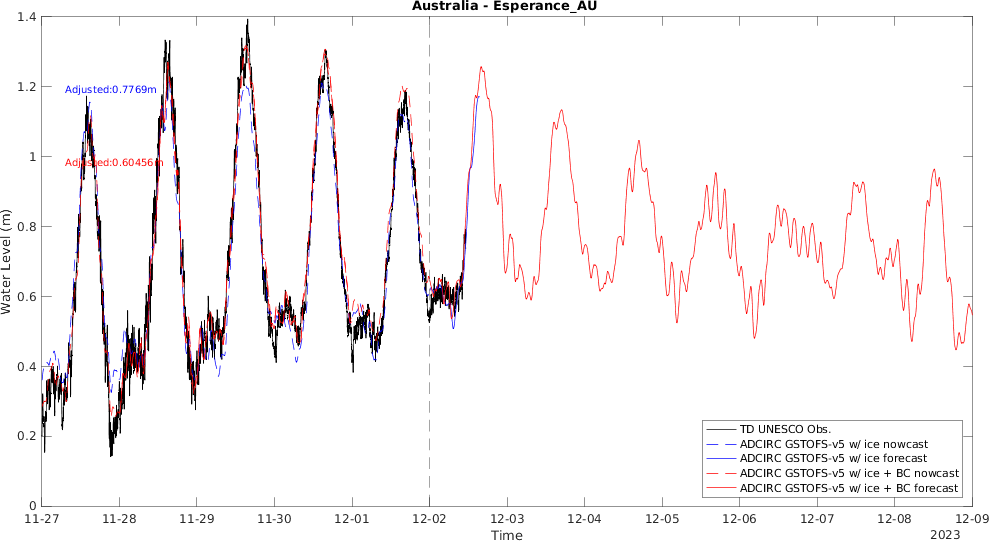 Australia - Esperance_AU
1.4
1.2
1
0.8
0.6
0.4
0.2
0
Water Level (m)
Adjusted:0.7769m
Adjusted:0.60456m
TD UNESCO Obs.
ADCIRC GSTOFS-v5 w/ ice nowcast
ADCIRC GSTOFS-v5 w/ ice forecast
ADCIRC GSTOFS-v5 w/ ice + BC nowcast
ADCIRC GSTOFS-v5 w/ ice + BC forecast
11-27 11-28 11-29 11-30 12-01 12-02 12-03 12-04 12-05 12-06 12-07 12-08 12-09
Time
2023